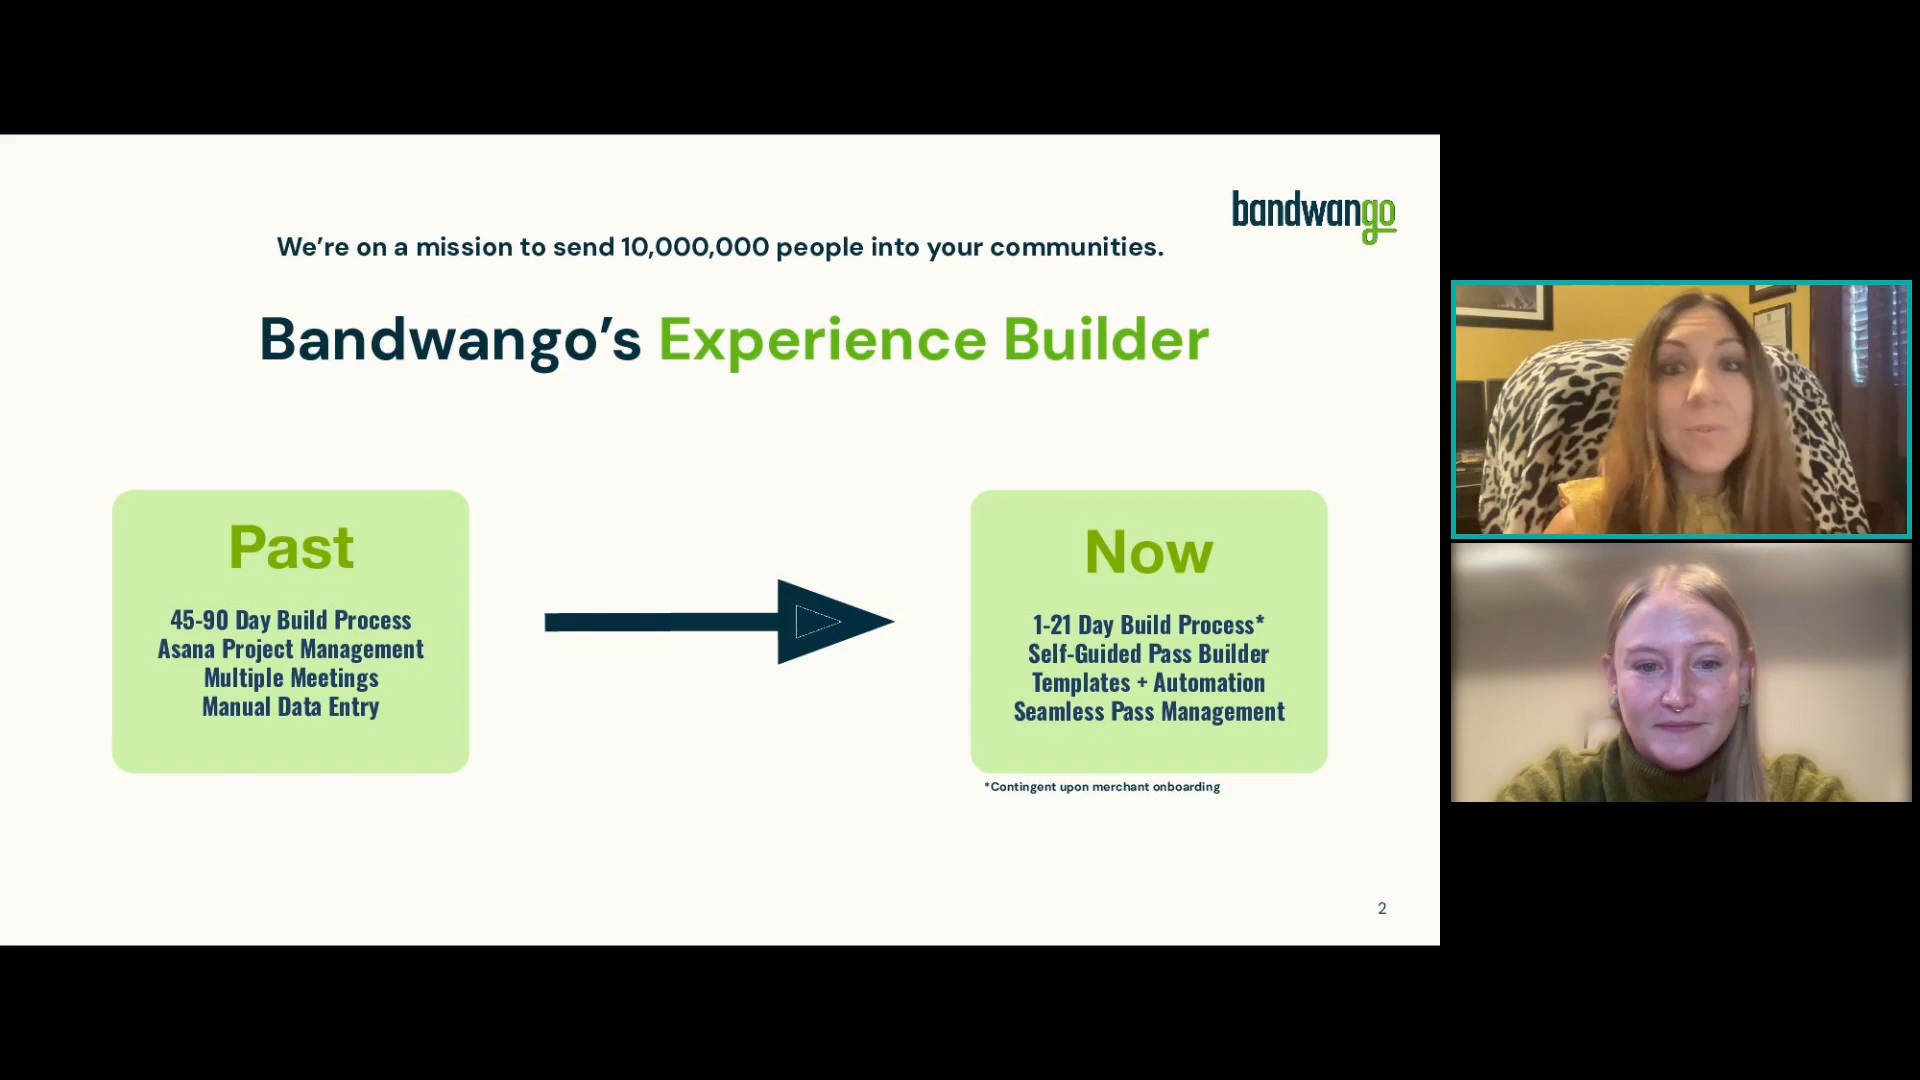 bandwango
We’re on a mission to send 10,000,000 people into your communities.
Bandwango’s Experience Builder
Past
45-90 Day Build Process
Asana Project Management
Multiple Meetings
Manual Data Entry
Now
1-21 Day Build Process*
Self-Guided Pass Builder
Templates + Automation
Seamless Pass Management
*Contingent upon merchant onboarding
2